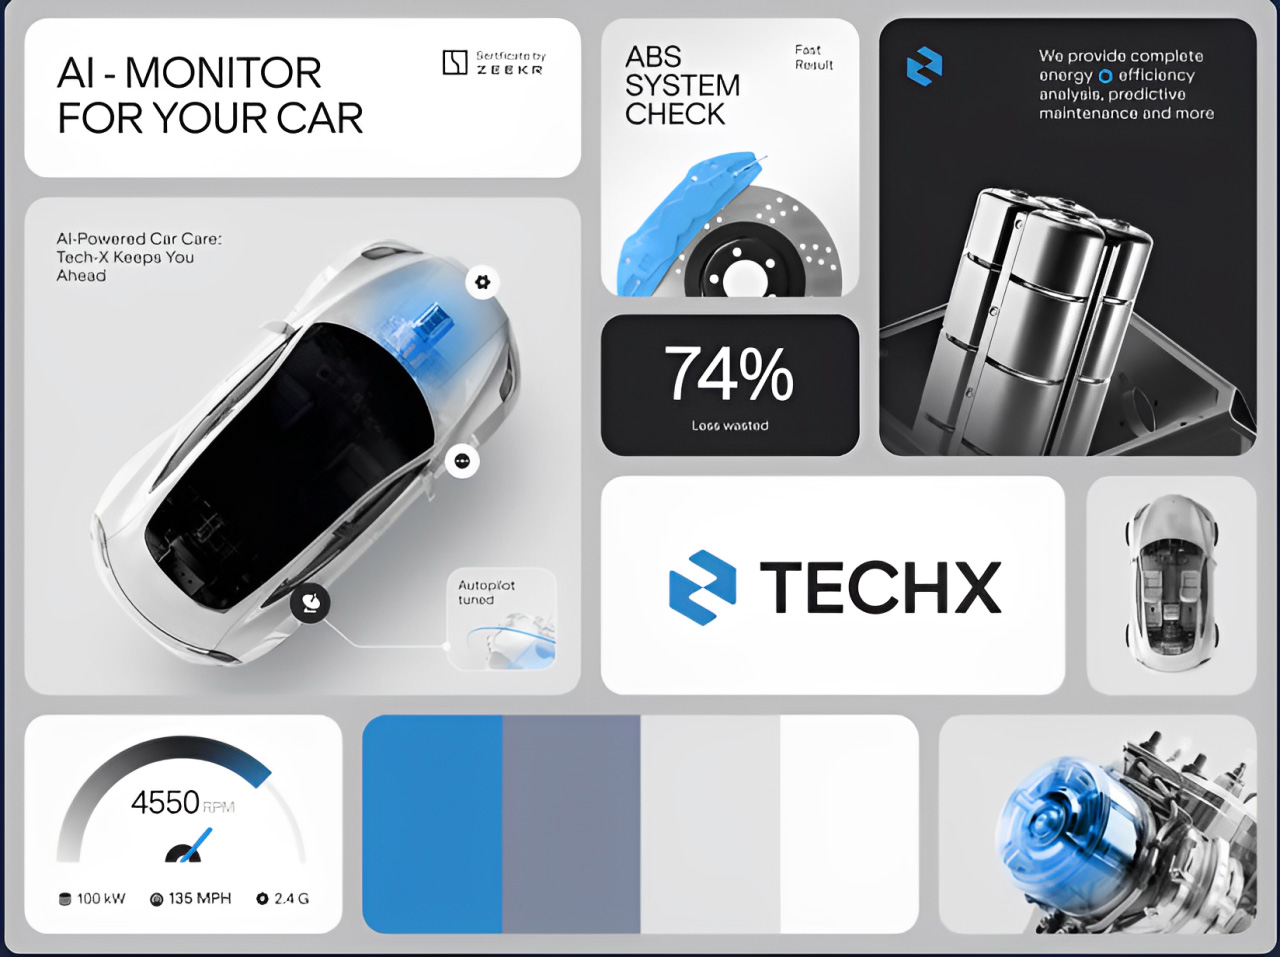 AI - MONITOR
FOR YOUR CAR
Sertificate by
ZEEKR
ABS
SYSTEM
CHECK
Fast
Result
We provide complete
energy efficiency
analysis, predictive
maintenance and more
AI-Powered Car Care:
Tech-X Keeps You
Ahead
74%
Less wasted
Autopilot
tuned
TECHX
4550 RPM
100 kW
135 MPH
2.4 G